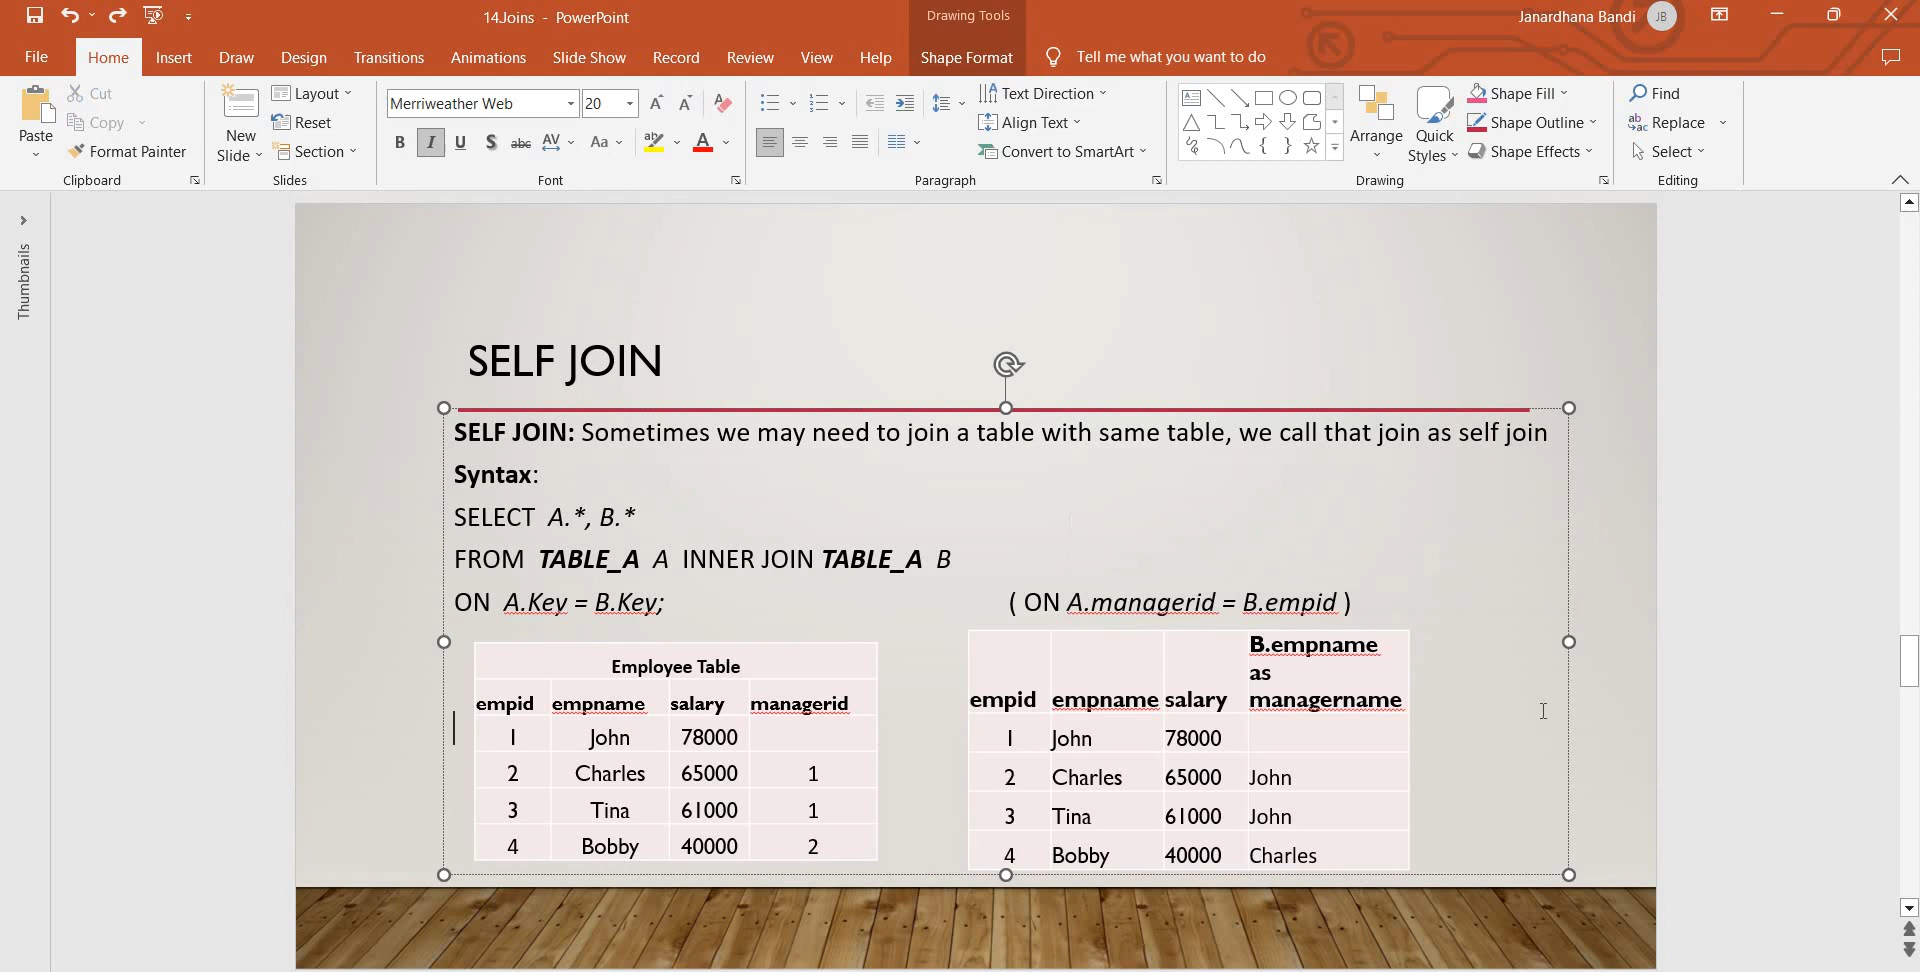 14.Joins - PowerPoint
Drawing Tools
Janardhana Bandi
JB
File
Home
Insert
Draw
Design
Transitions
Animations
Slide Show
Record
Review
View
Help
Shape Format
Tell me what you want to do
Paste
Cut
Copy
Format Painter
Clipboard
New Slide
Layout
Reset
Section
Slides
Merriweather Web
20
B I U S abc AV Aa A
Font
Text Direction
Align Text
Convert to SmartArt
Paragraph
Arrange
Quick Styles
Shape Fill
Shape Outline
Shape Effects
Drawing
Find
Replace
Select
Editing
Thumbnails
SELF JOIN
SELF JOIN: Sometimes we may need to join a table with same table, we call that join as self join
Syntax:
SELECT A.*, B.*
FROM TABLE_A A INNER JOIN TABLE_A B
ON A.Key = B.Key; ( ON A.managerid = B.empid )
Employee Table
empid empname salary managerid
1 John 78000
2 Charles 65000 1
3 Tina 61000 1
4 Bobby 40000 2
B.empname
as
empid empname salary managername
1 John 78000
2 Charles 65000 John
3 Tina 61000 John
4 Bobby 40000 Charles